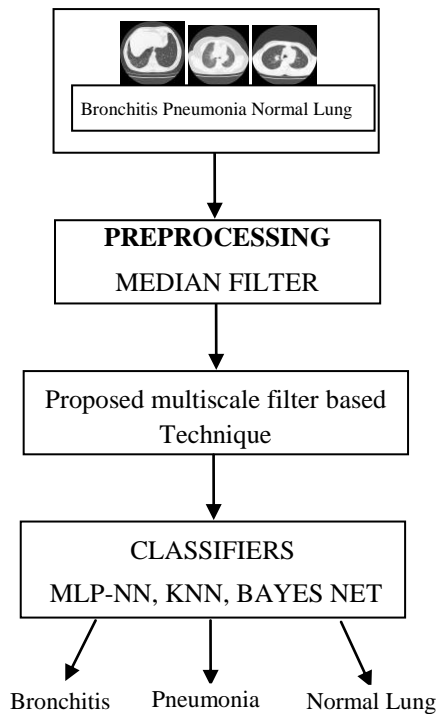 Bronchitis Pneumonia Normal Lung
PREPROCESSING
MEDIAN FILTER
Proposed multiscale filter based
Technique
CLASSIFIERS
MLP-NN, KNN, BAYES NET
Bronchitis Pneumonia Normal Lung